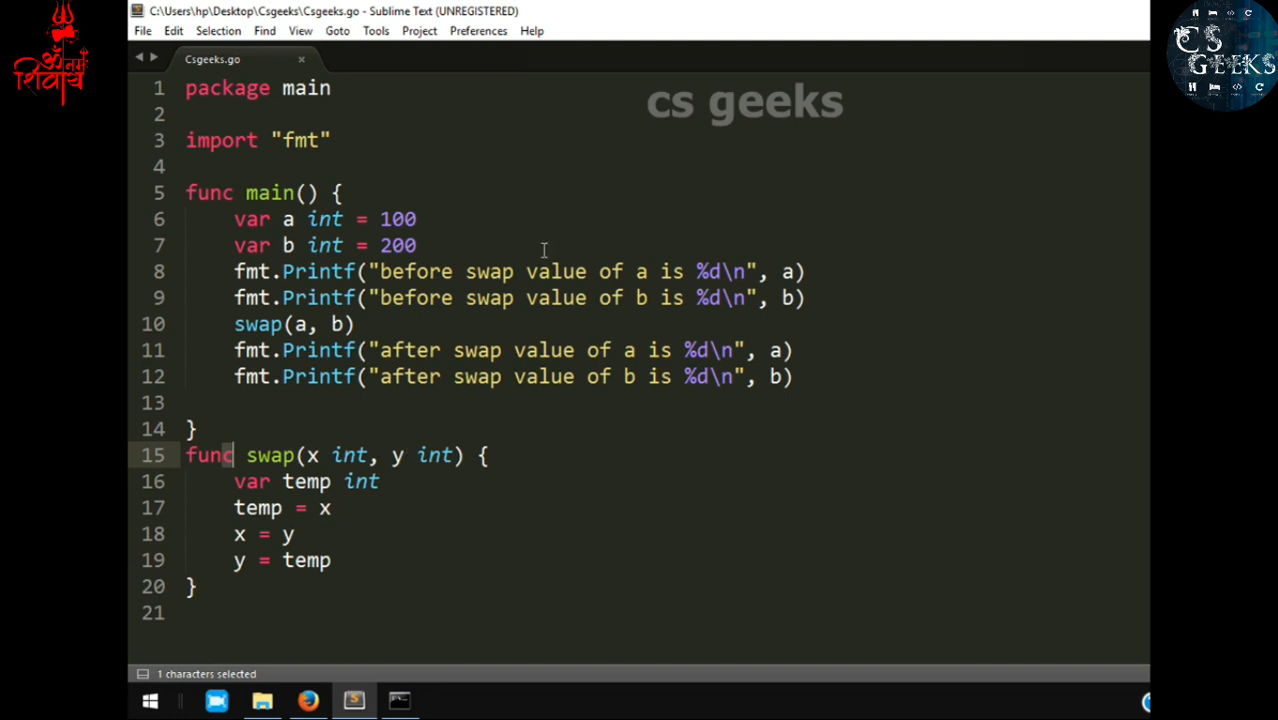 C:\Users\hp\Desktop\Csgeeks\Csgeeks.go - Sublime Text (UNREGISTERED)
File Edit Selection Find View Goto Tools Project Preferences Help
Csgeeks.go ×
ॐ नमः
शिवाय
CS
GEEKS
cs geeks
1 package main
2
3 import "fmt"
4
5 func main() {
6 var a int = 100
7 var b int = 200
8 fmt.Printf("before swap value of a is %d\n", a)
9 fmt.Printf("before swap value of b is %d\n", b)
10 swap(a, b)
11 fmt.Printf("after swap value of a is %d\n", a)
12 fmt.Printf("after swap value of b is %d\n", b)
13
14 }
15 func swap(x int, y int) {
16 var temp int
17 temp = x
18 x = y
19 y = temp
20 }
21
1 characters selected